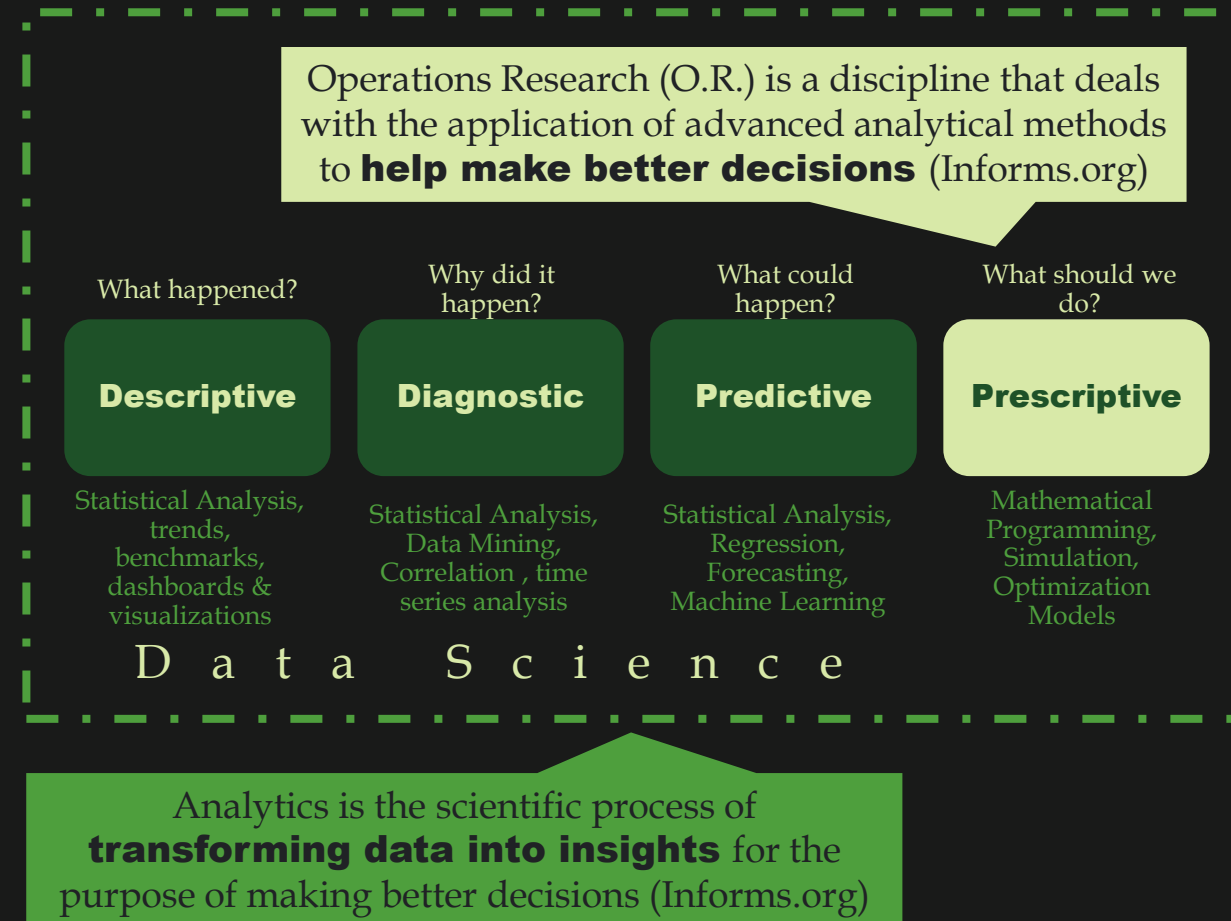 Operations Research (O.R.) is a discipline that deals
with the application of advanced analytical methods
to help make better decisions (Informs.org)
What happened?
Why did it
happen?
What could
happen?
What should we
do?
Descriptive
Diagnostic
Predictive
Prescriptive
Statistical Analysis,
trends,
benchmarks,
dashboards &
visualizations
Statistical Analysis,
Data Mining,
Correlation , time
series analysis
Statistical Analysis,
Regression,
Forecasting,
Machine Learning
Mathematical
Programming,
Simulation,
Optimization
Models
Data Science
Analytics is the scientific process of
transforming data into insights for the
purpose of making better decisions (Informs.org)